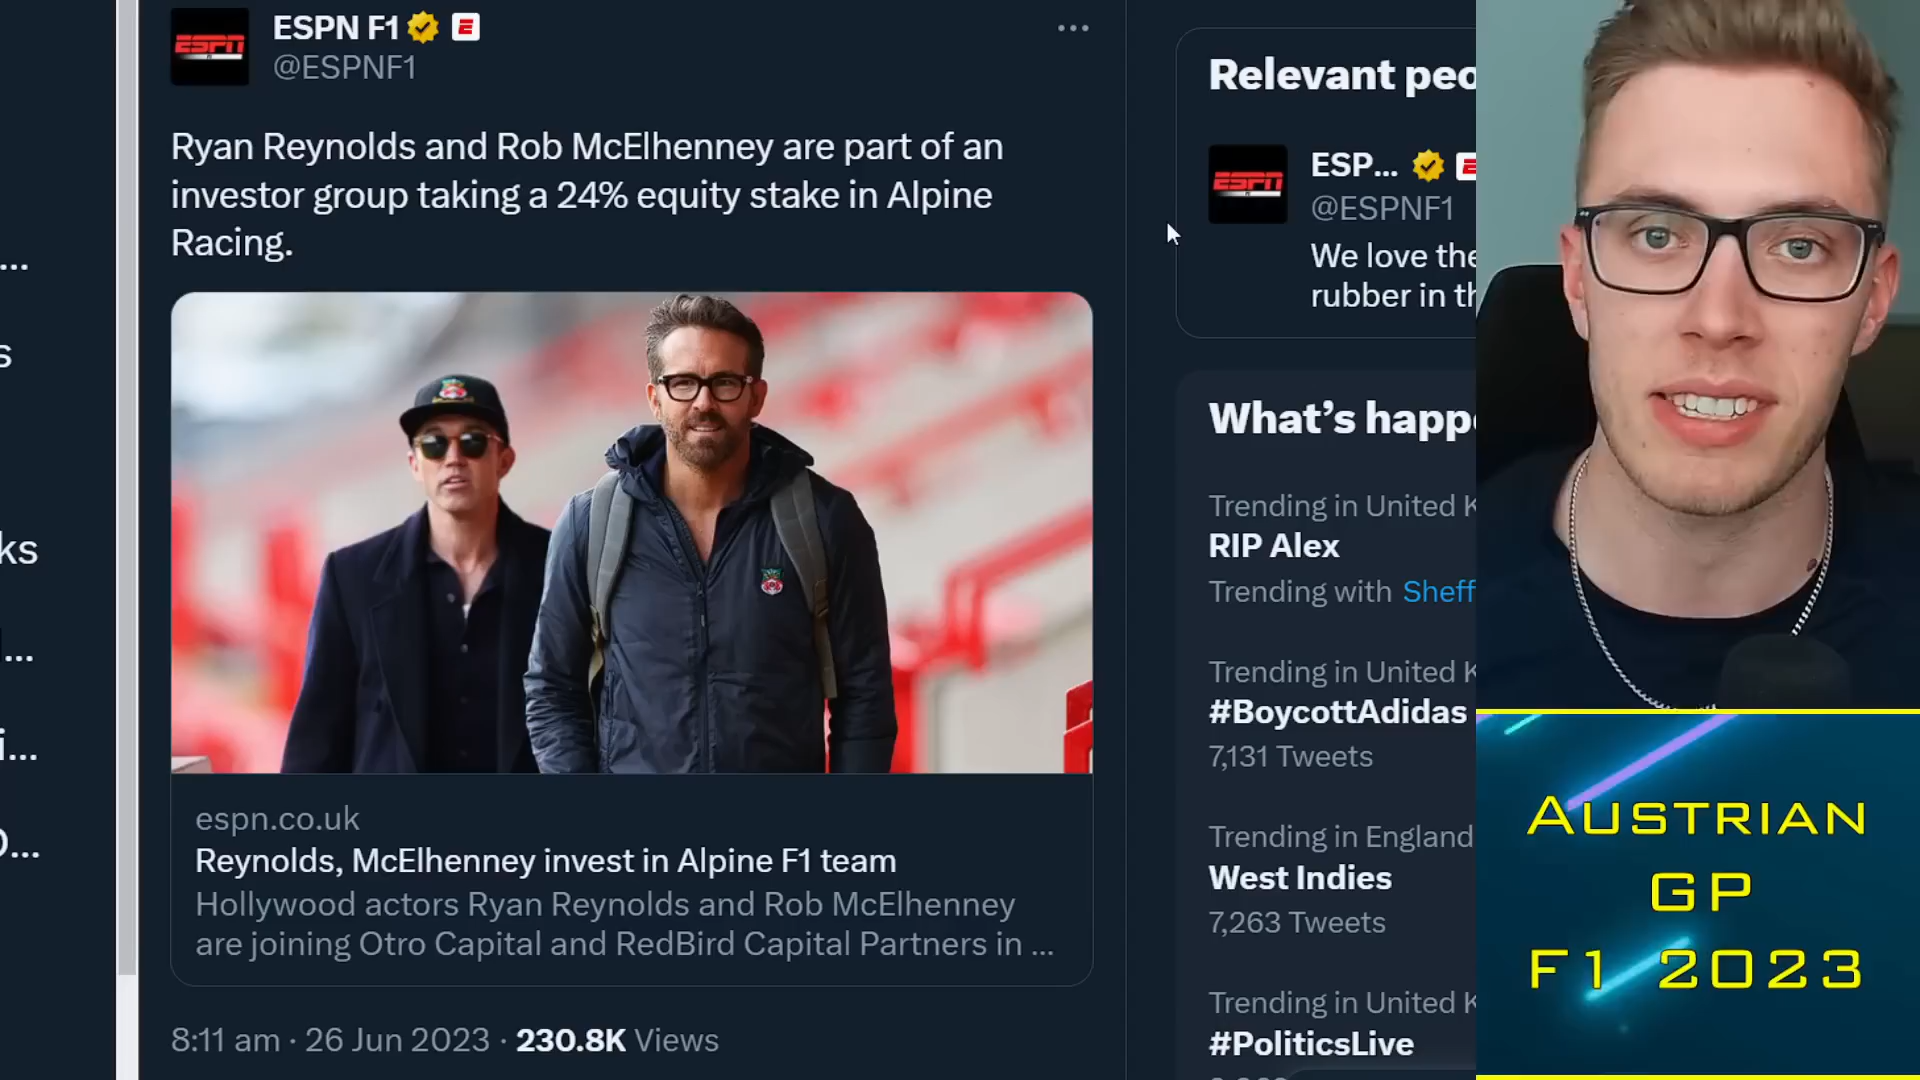 ESPN F1
@ESPNF1
Ryan Reynolds and Rob McElhenney are part of an
investor group taking a 24% equity stake in Alpine
Racing.
espn.co.uk
Reynolds, McElhenney invest in Alpine F1 team
Hollywood actors Ryan Reynolds and Rob McElhenney
are joining Otro Capital and RedBird Capital Partners in ...
8:11 am · 26 Jun 2023 · 230.8K Views
Relevant peo
ESP...
@ESPNF1
We love the
rubber in th
What's happ
Trending in United K
RIP Alex
Trending with Sheff
Trending in United K
#BoycottAdidas
7,131 Tweets
Trending in England
West Indies
7,263 Tweets
Trending in United K
#PoliticsLive
AUSTRIAN
GP
F1 2023